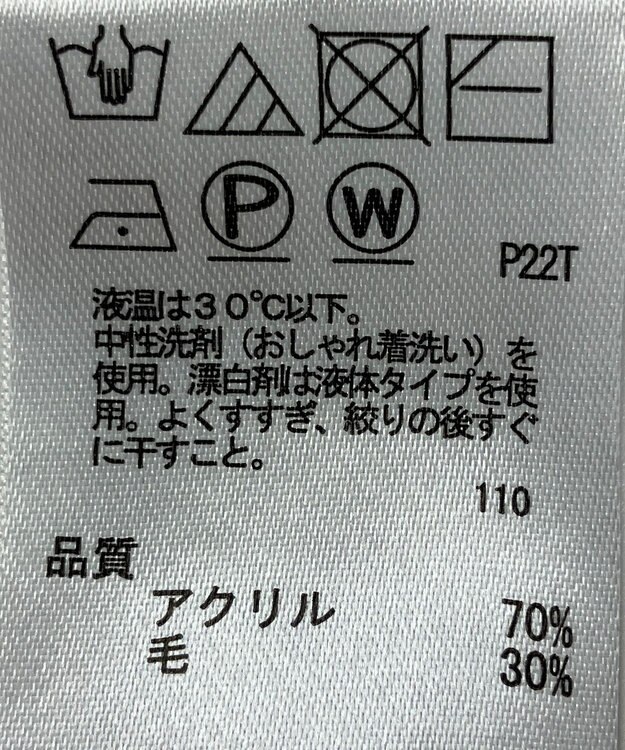 P W
P22T
液温は30℃以下。
中性洗剤（おしゃれ着洗い）を
使用。漂白剤は液体タイプを使
用。よくすすぎ、絞りの後すぐ
に干すこと。
110
品質
アクリル 70%
毛 30%